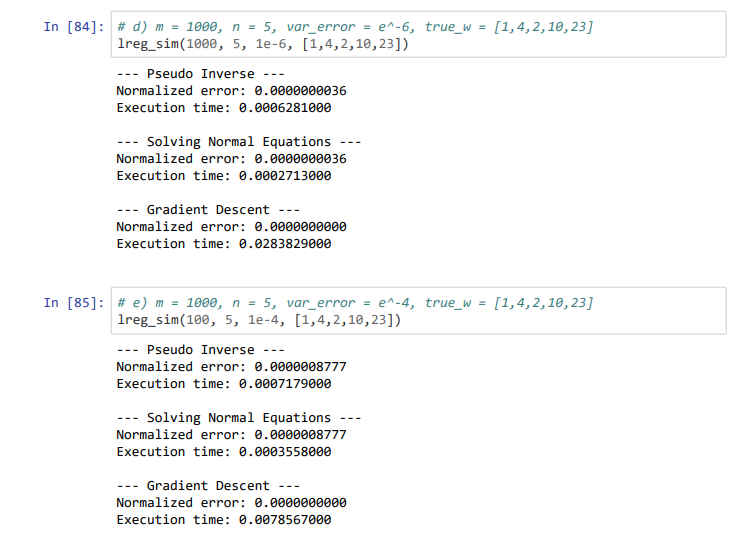 In [84]: # d) m = 1000, n = 5, var_error = e^-6, true_w = [1,4,2,10,23]
lreg_sim(1000, 5, 1e-6, [1,4,2,10,23])
--- Pseudo Inverse ---
Normalized error: 0.0000000036
Execution time: 0.0006281000
--- Solving Normal Equations ---
Normalized error: 0.0000000036
Execution time: 0.0002713000
--- Gradient Descent ---
Normalized error: 0.0000000000
Execution time: 0.0283829000
In [85]: # e) m = 1000, n = 5, var_error = e^-4, true_w = [1,4,2,10,23]
lreg_sim(100, 5, 1e-4, [1,4,2,10,23])
--- Pseudo Inverse ---
Normalized error: 0.0000008777
Execution time: 0.0007179000
--- Solving Normal Equations ---
Normalized error: 0.0000008777
Execution time: 0.0003558000
--- Gradient Descent ---
Normalized error: 0.0000000000
Execution time: 0.0078567000